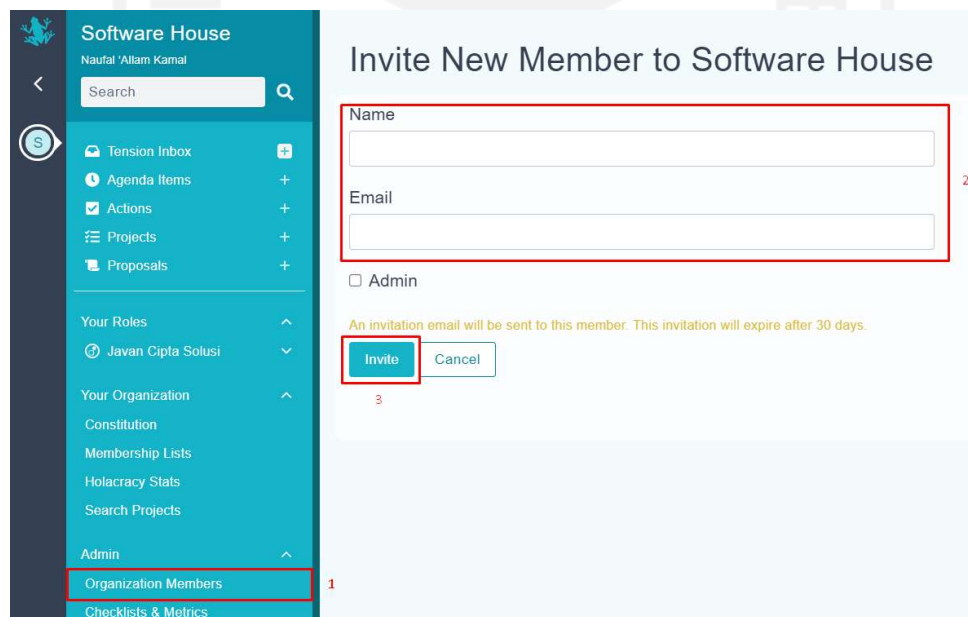 Software House
Naufal 'Allam Kamal
Search
S
Tension Inbox
Agenda Items
Actions
Projects
Proposals
Your Roles
Javan Cipta Solusi
Your Organization
Constitution
Membership Lists
Holacracy Stats
Search Projects
Admin
Organization Members
1
Checklists & Metrics
Invite New Member to Software House
Name
2
Email
Admin
An invitation email will be sent to this member. This invitation will expire after 30 days.
Invite Cancel
3